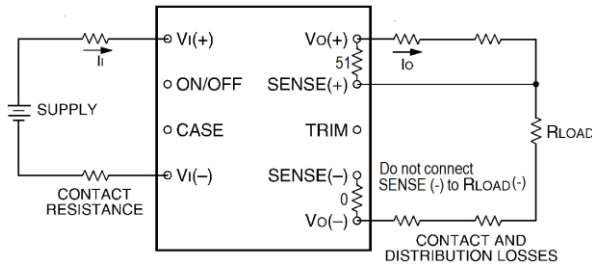 VI(+)
VO(+)
II
51
IO
ON/OFF
SENSE(+)
SUPPLY
CASE
TRIM
RLOAD
VI(–)
SENSE(–)
Do not connect
SENSE (-) to RLOAD (-)
CONTACT
RESISTANCE
0
VO(–)
CONTACT AND
DISTRIBUTION LOSSES